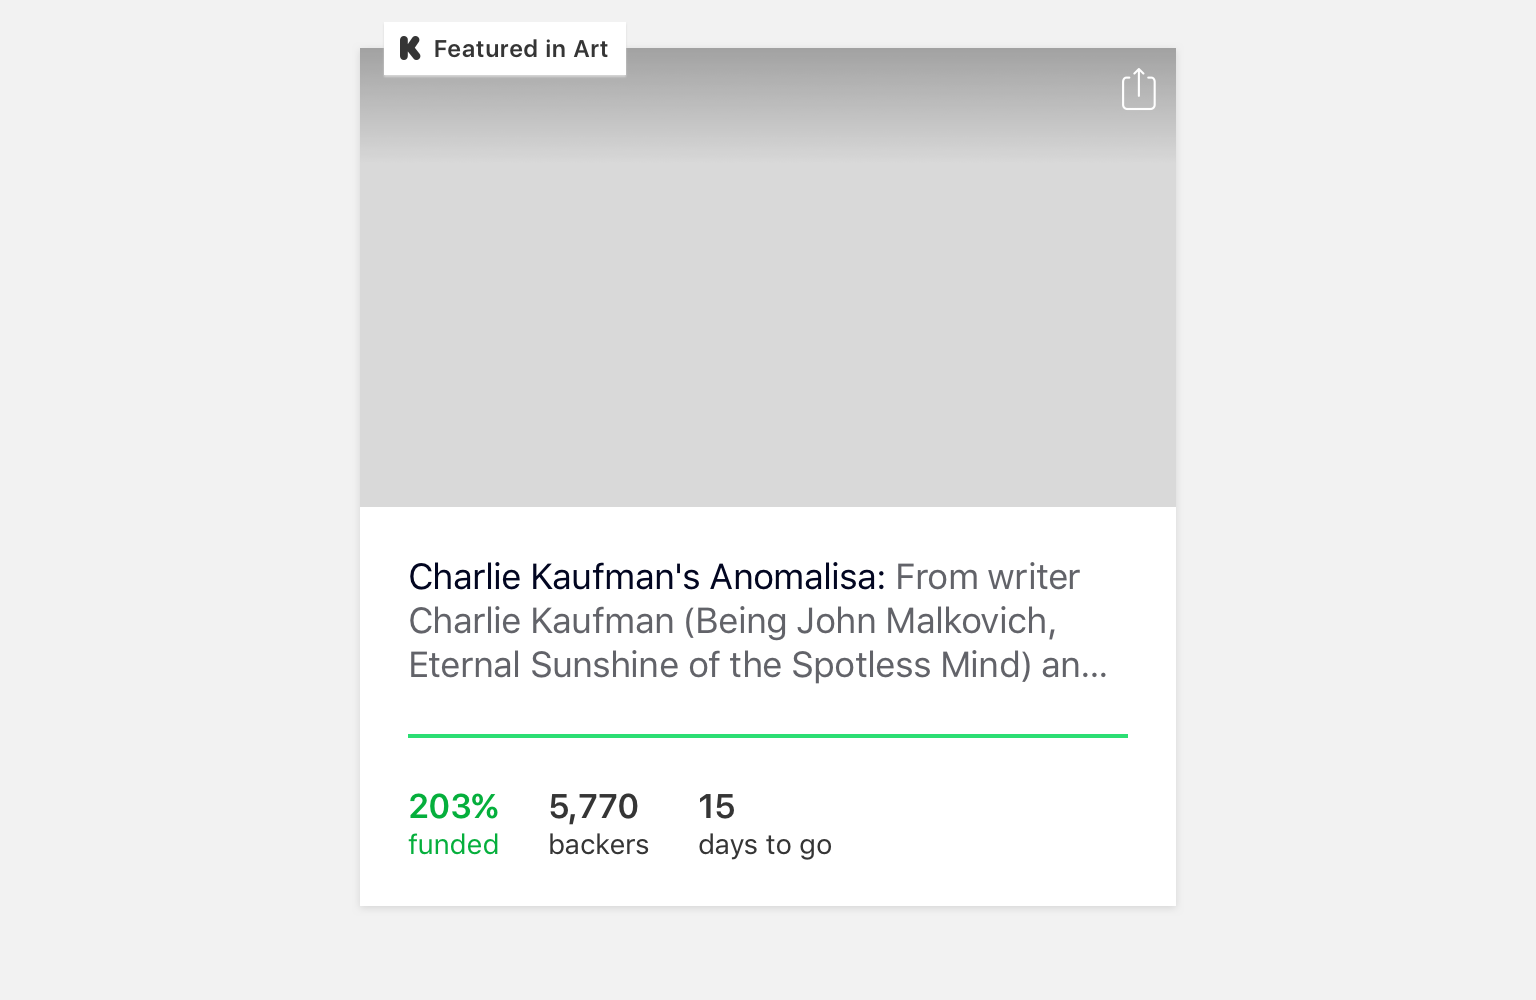 Featured in Art
Charlie Kaufman's Anomalisa: From writer
Charlie Kaufman (Being John Malkovich,
Eternal Sunshine of the Spotless Mind) an...
203% 5,770 15
funded backers days to go